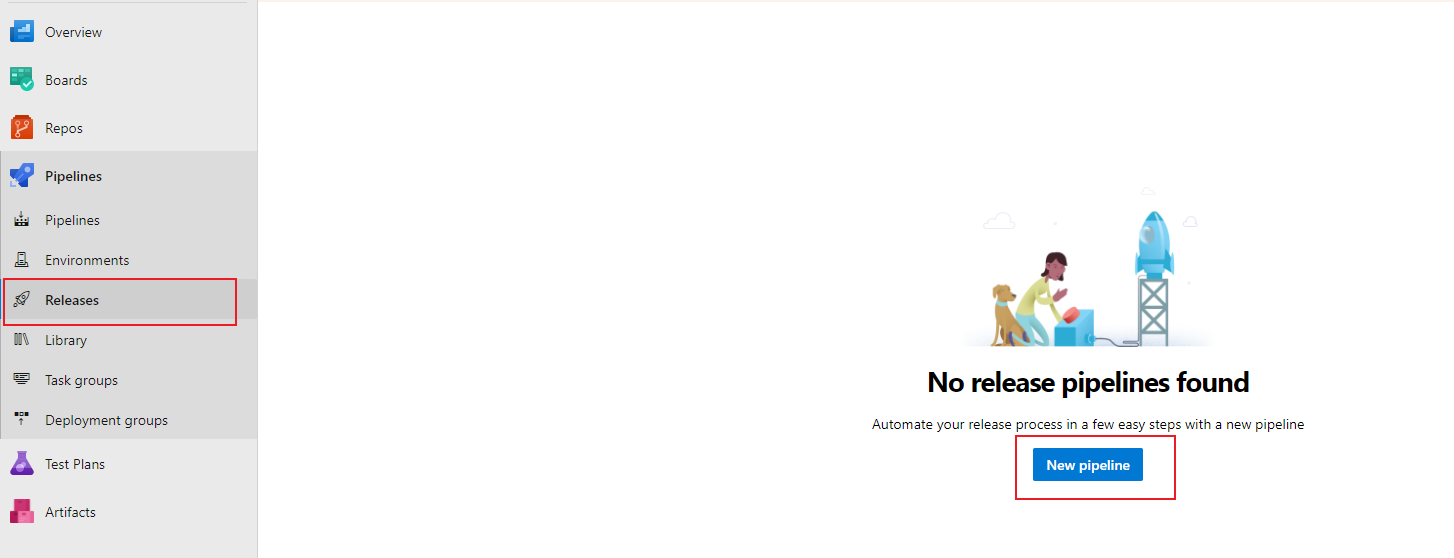 Overview
Boards
Repos
Pipelines
Pipelines
Environments
Releases
Library
Task groups
Deployment groups
Test Plans
Artifacts
No release pipelines found
Automate your release process in a few easy steps with a new pipeline
New pipeline